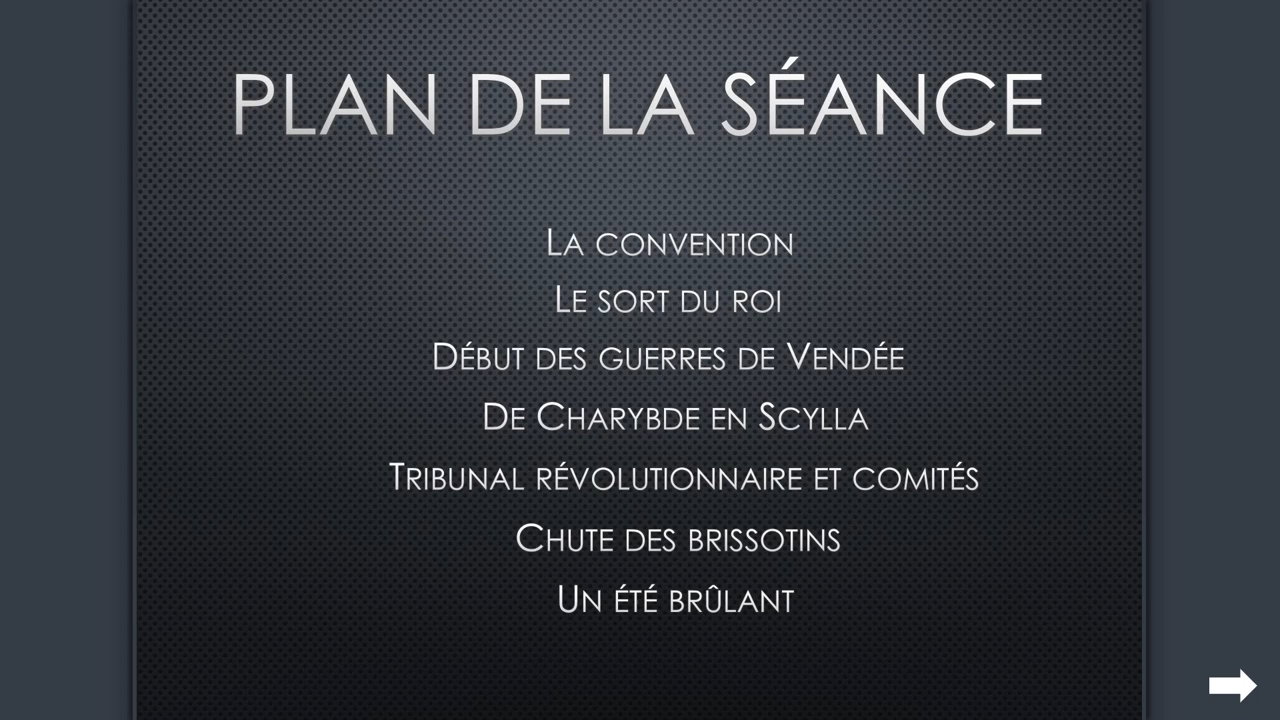 PLAN DE LA SÉANCE
La convention
Le sort du roi
Début des guerres de Vendée
De Charybde en Scylla
Tribunal révolutionnaire et comités
Chute des brissotins
Un été brûlant